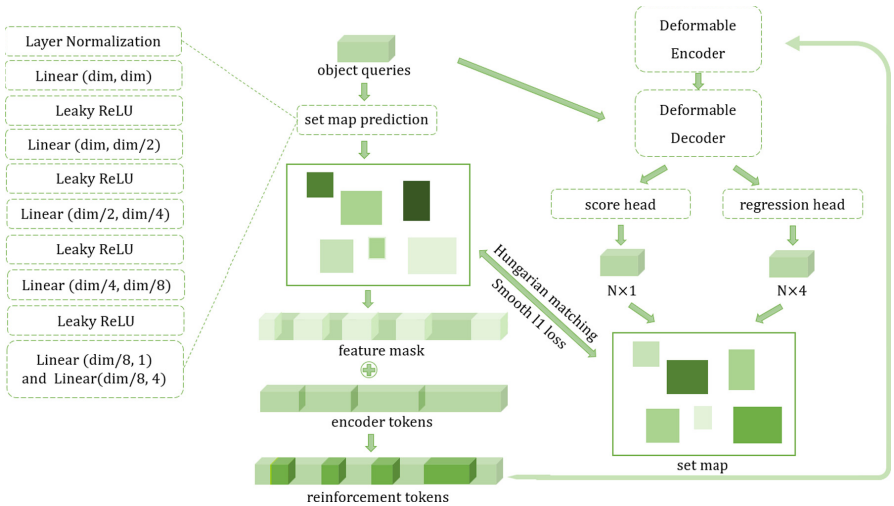 Layer Normalization
Linear (dim, dim)
Leaky ReLU
Linear (dim, dim/2)
Leaky ReLU
Linear (dim/2, dim/4)
Leaky ReLU
Linear (dim/4, dim/8)
Leaky ReLU
Linear (dim/8, 1)
and Linear(dim/8, 4)
object queries
set map prediction
feature mask
encoder tokens
reinforcement tokens
Hungarian matching
Smooth l1 loss
Deformable
Encoder
Deformable
Decoder
score head
regression head
N×1
N×4
set map